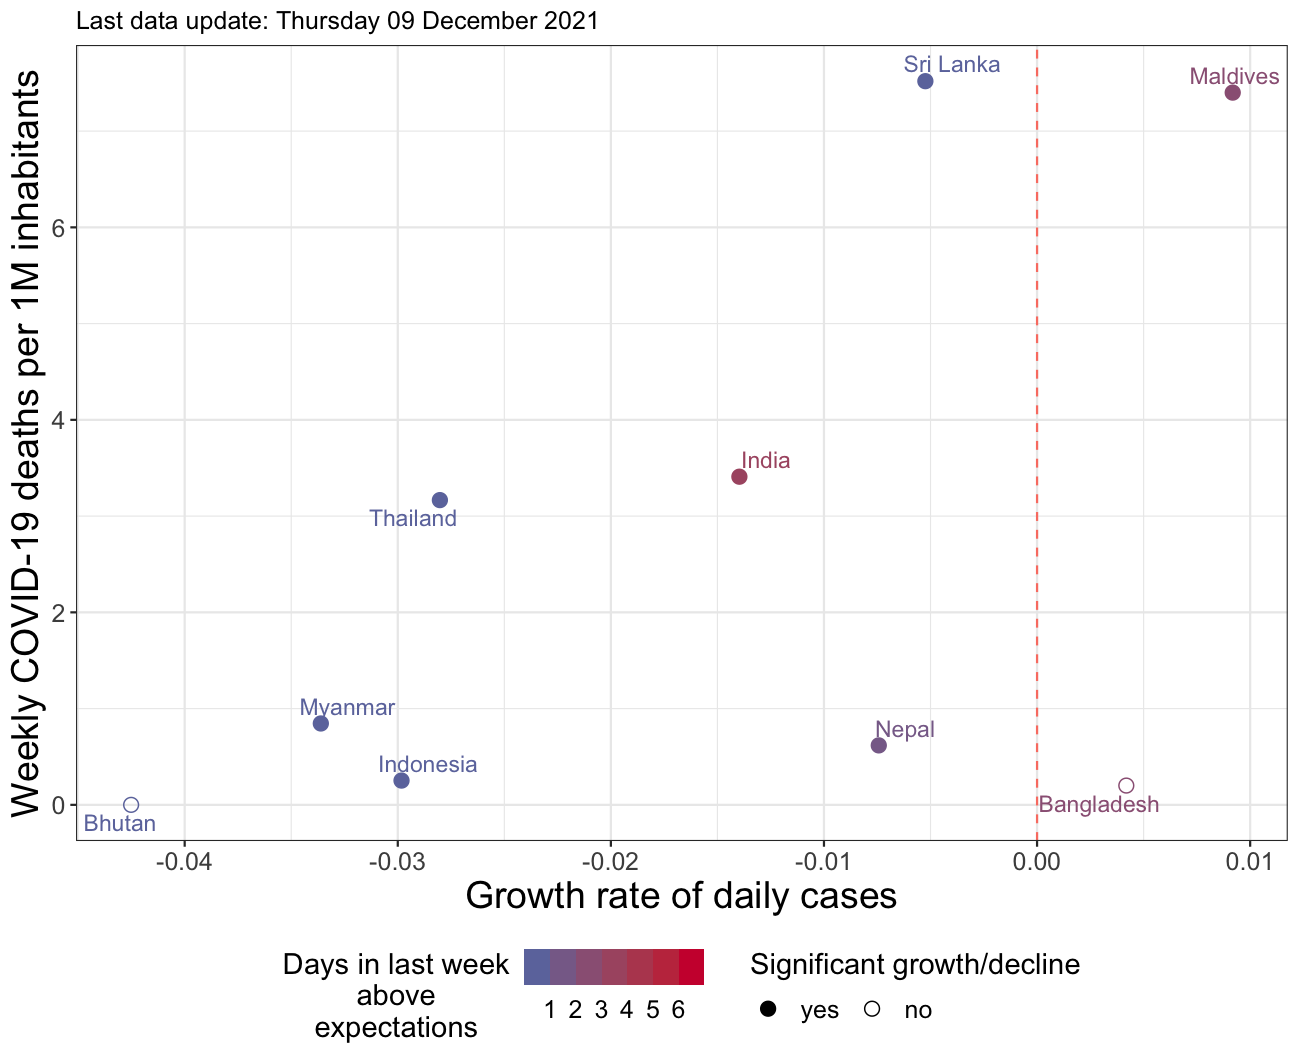 Last data update: Thursday 09 December 2021
Weekly COVID-19 deaths per 1M inhabitants
Sri Lanka
Maldives
6
4
India
Thailand
2
Myanmar
Nepal
Indonesia
0
Bangladesh
Bhutan
-0.04 -0.03 -0.02 -0.01 0.00 0.01
Growth rate of daily cases
Days in last week
above
expectations
1 2 3 4 5 6
Significant growth/decline
yes no